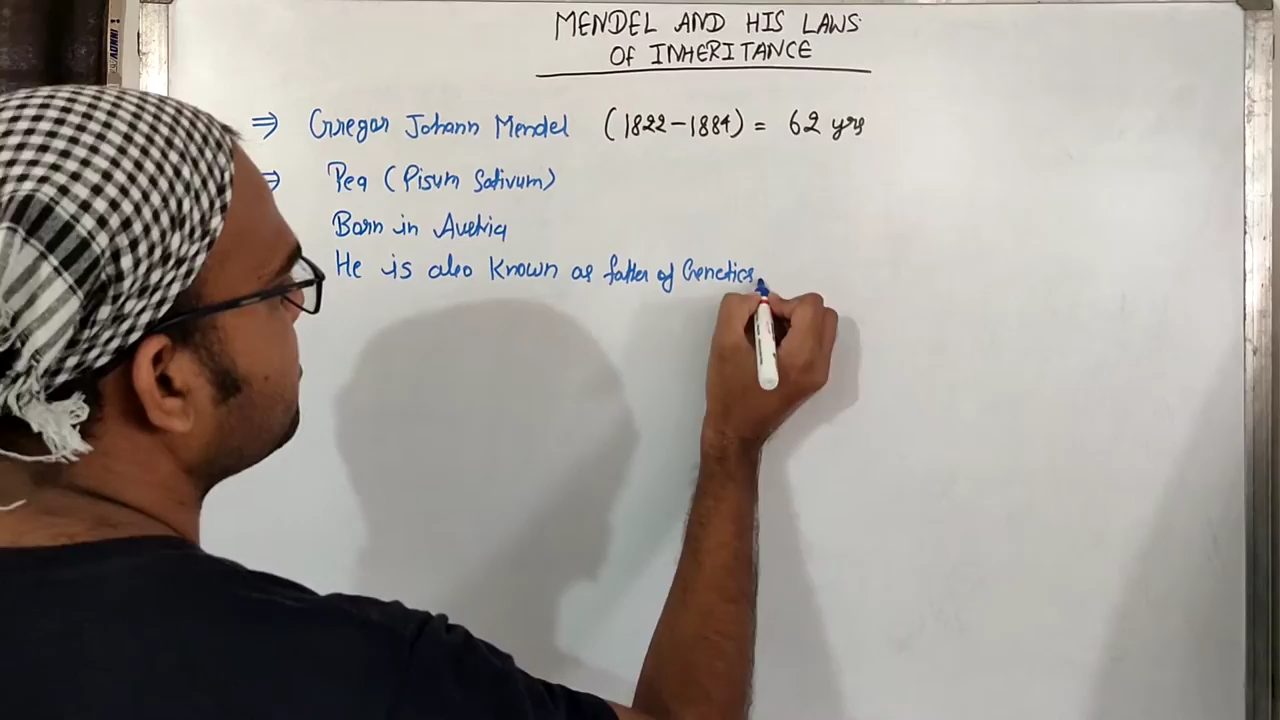 MENDEL AND HIS LAWS
OF INHERITANCE
⇒ Gregor Johann Mendel (1822-1884) = 62 yrs
⇒ Pea (Pisum Sativum)
Born in Austria
He is also known as father of Genetics